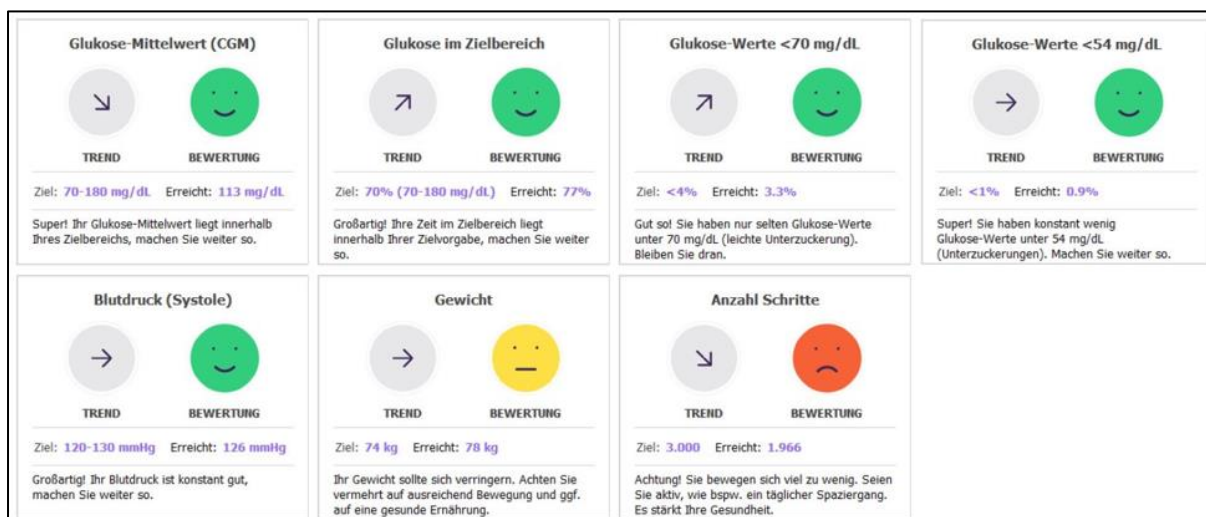 Glukose-Mittelwert (CGM)
TREND BEWERTUNG
Ziel: 70-180 mg/dL Erreicht: 113 mg/dL
Super! Ihr Glukose-Mittelwert liegt innerhalb
Ihres Zielbereichs, machen Sie weiter so.
Glukose im Zielbereich
TREND BEWERTUNG
Ziel: 70% (70-180 mg/dL) Erreicht: 77%
Großartig! Ihre Zeit im Zielbereich liegt
innerhalb Ihrer Zielvorgabe, machen Sie weiter
so.
Glukose-Werte <70 mg/dL
TREND BEWERTUNG
Ziel: <4% Erreicht: 3.3%
Gut so! Sie haben nur selten Glukose-Werte
unter 70 mg/dL (leichte Unterzuckerung).
Bleiben Sie dran.
Glukose-Werte <54 mg/dL
TREND BEWERTUNG
Ziel: <1% Erreicht: 0.9%
Super! Sie haben konstant wenig
Glukose-Werte unter 54 mg/dL
(Unterzuckerungen). Machen Sie weiter so.
Blutdruck (Systole)
TREND BEWERTUNG
Ziel: 120-130 mmHg Erreicht: 126 mmHg
Großartig! Ihr Blutdruck ist konstant gut,
machen Sie weiter so.
Gewicht
TREND BEWERTUNG
Ziel: 74 kg Erreicht: 78 kg
Ihr Gewicht sollte sich verringern. Achten Sie
vermehrt auf ausreichend Bewegung und ggf.
auf eine gesunde Ernährung.
Anzahl Schritte
TREND BEWERTUNG
Ziel: 3.000 Erreicht: 1.966
Achtung! Sie bewegen sich viel zu wenig. Seien
Sie aktiv, wie bspw. ein täglicher Spaziergang.
Es stärkt Ihre Gesundheit.